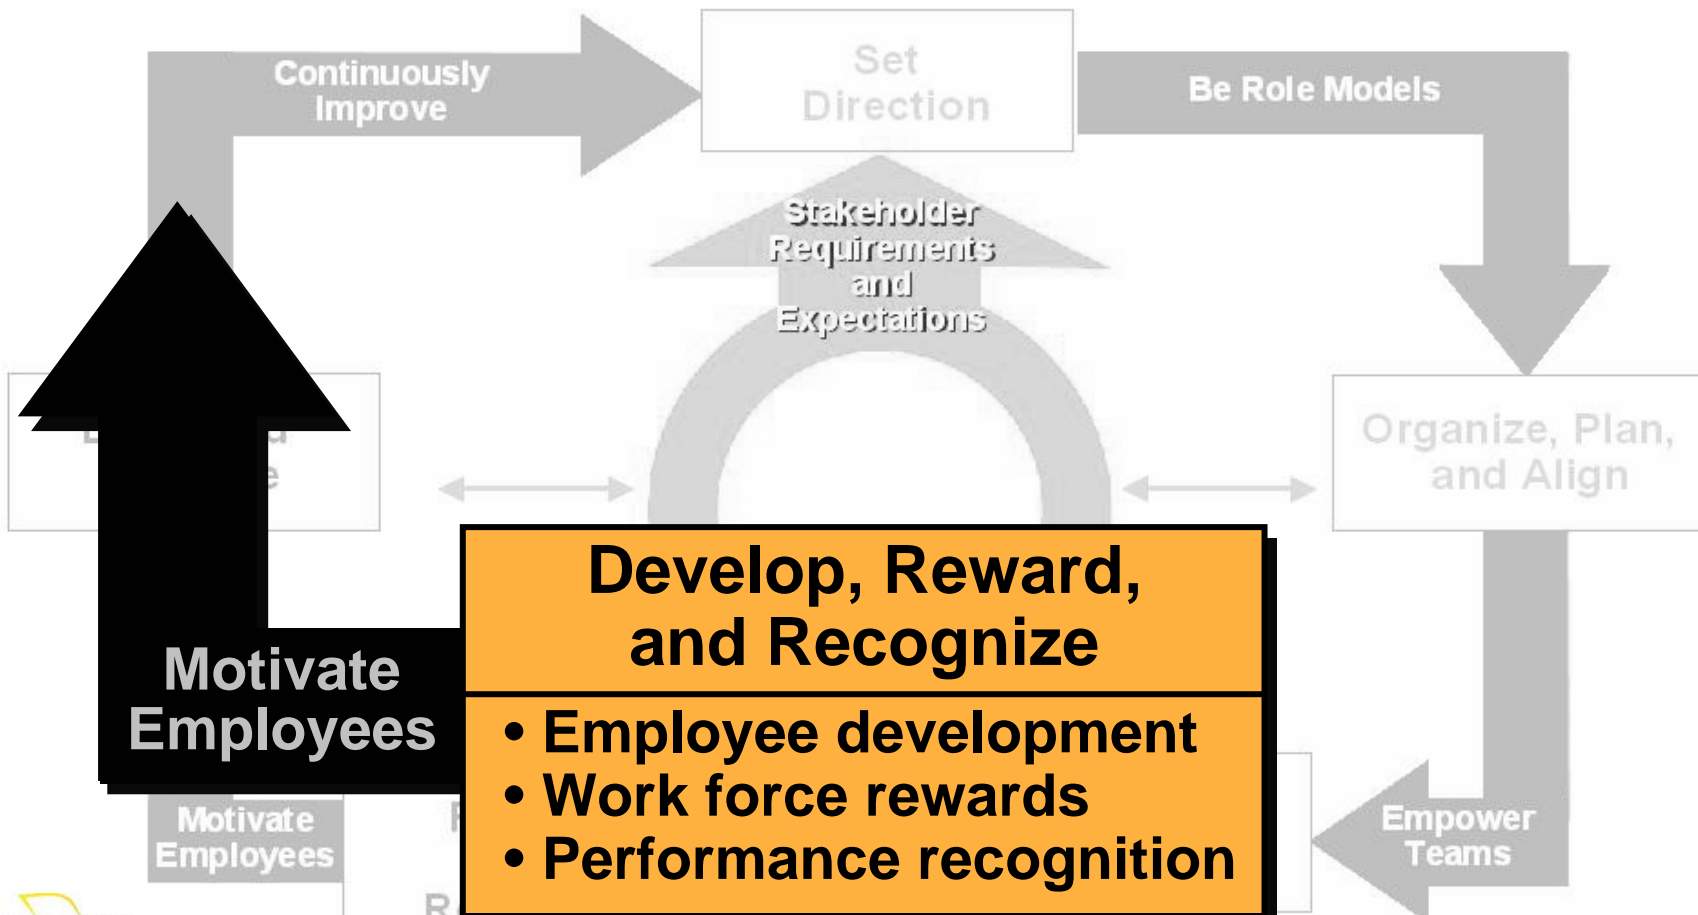 Continuously
Improve
Set
Direction
Be Role Models
Stakeholder
Requirements
and
Expectations
Organize, Plan,
and Align
Develop, Reward,
and Recognize
Motivate
Employees
• Employee development
• Work force rewards
• Performance recognition
Motivate
Employees
Empower
Teams